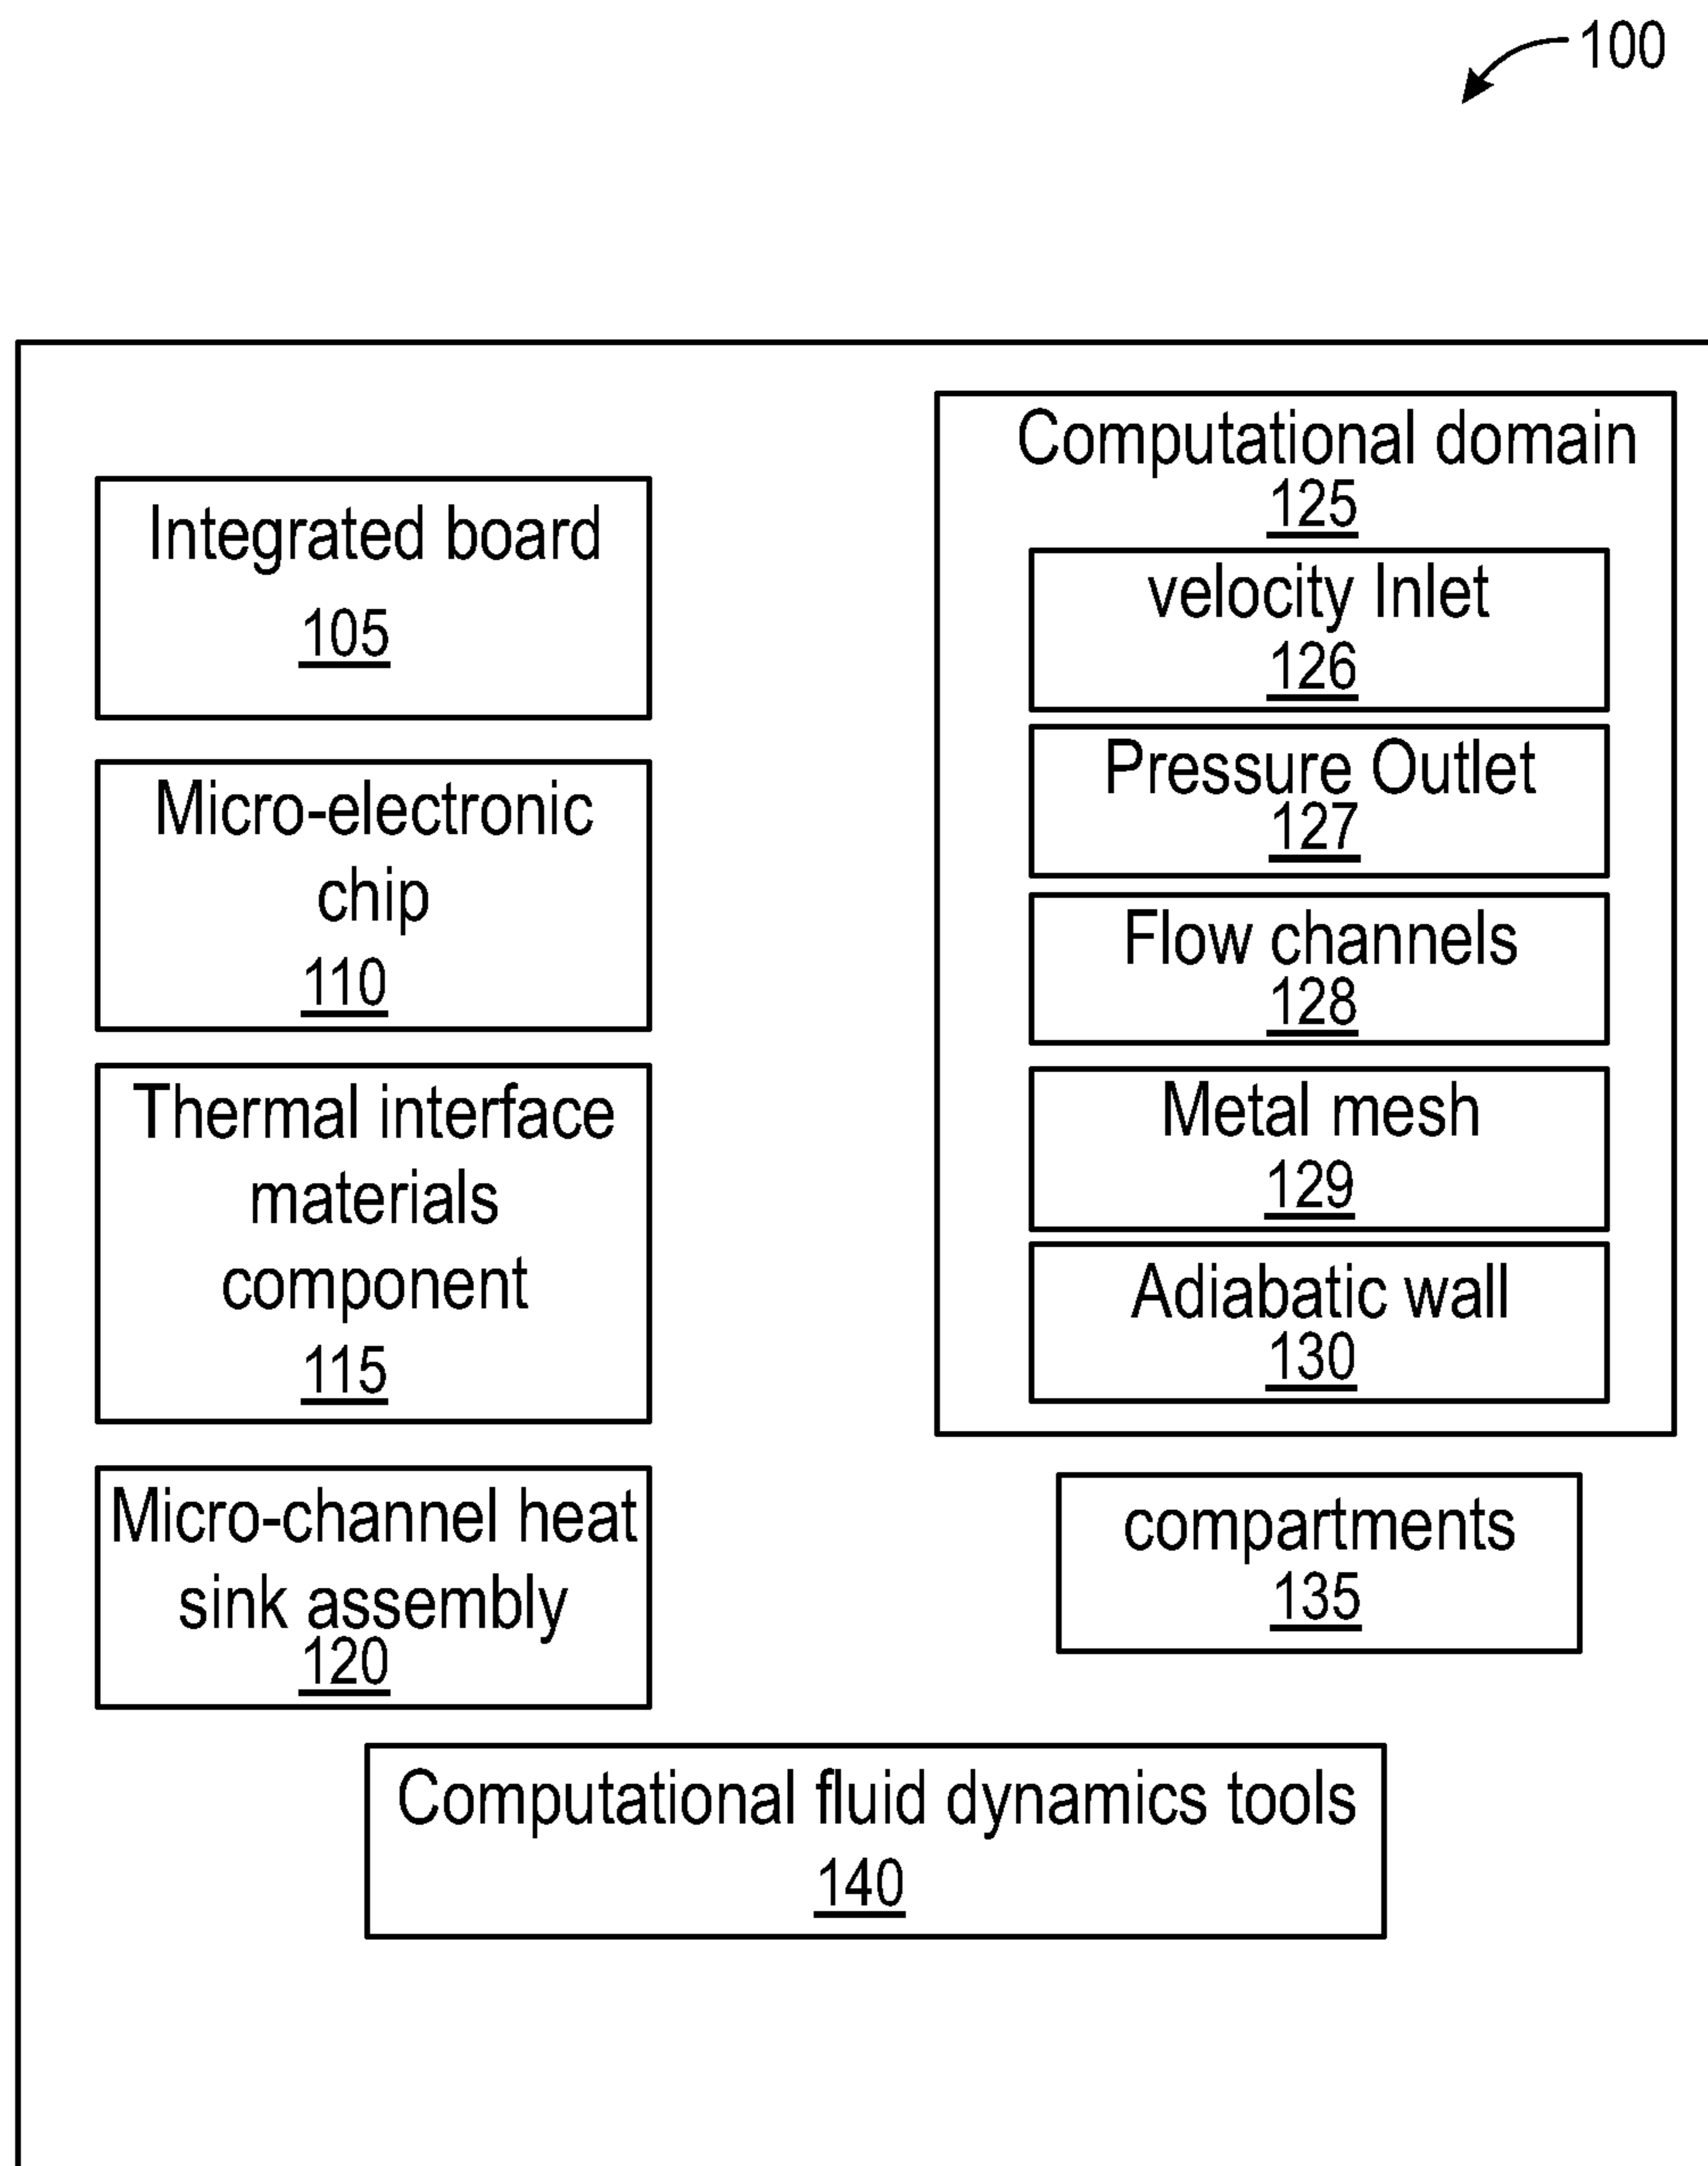 100
Integrated board
105
Micro-electronic
chip
110
Thermal interface
materials
component
115
Micro-channel heat
sink assembly
120
Computational domain
125
velocity Inlet
126
Pressure Outlet
127
Flow channels
128
Metal mesh
129
Adiabatic wall
130
compartments
135
Computational fluid dynamics tools
140